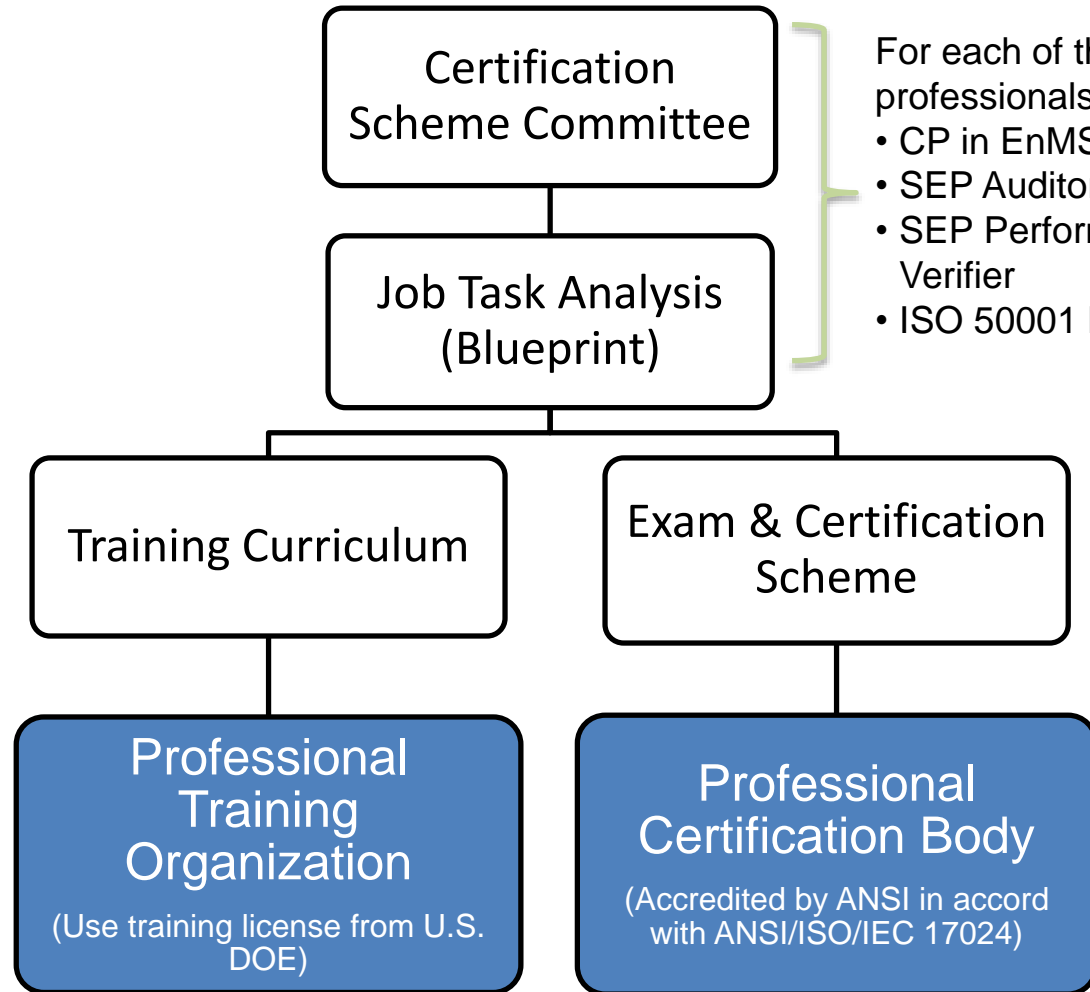 Certification
Scheme Committee
For each of
professionals
• CP in EnMS
• SEP
• SEP
Verifier
• ISO 50001
Job Task Analysis
(Blueprint)
Training Curriculum
Exam & Certification
Scheme
Professional
Training
Organization
(Use training license from U.S.
DOE)
Professional
Certification Body
(Accredited by ANSI in accord
with ANSI/ISO/IEC 17024)